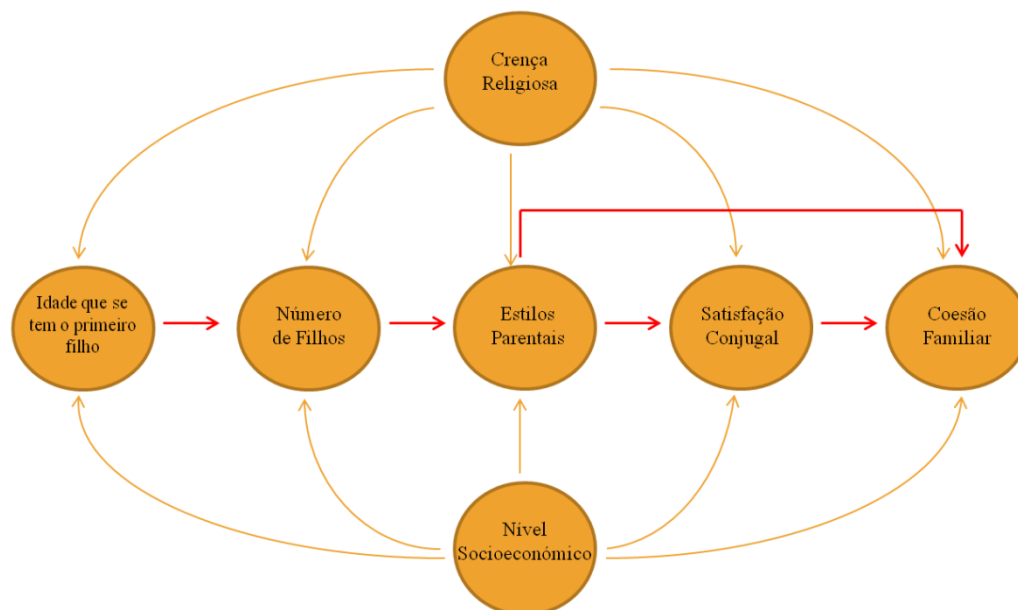 Crença
Religiosa
Idade que se
tem o primeiro
filho
Número
de Filhos
Estilos
Parentais
Satisfação
Conjugal
Coesão
Familiar
Nível
Socioeconómico